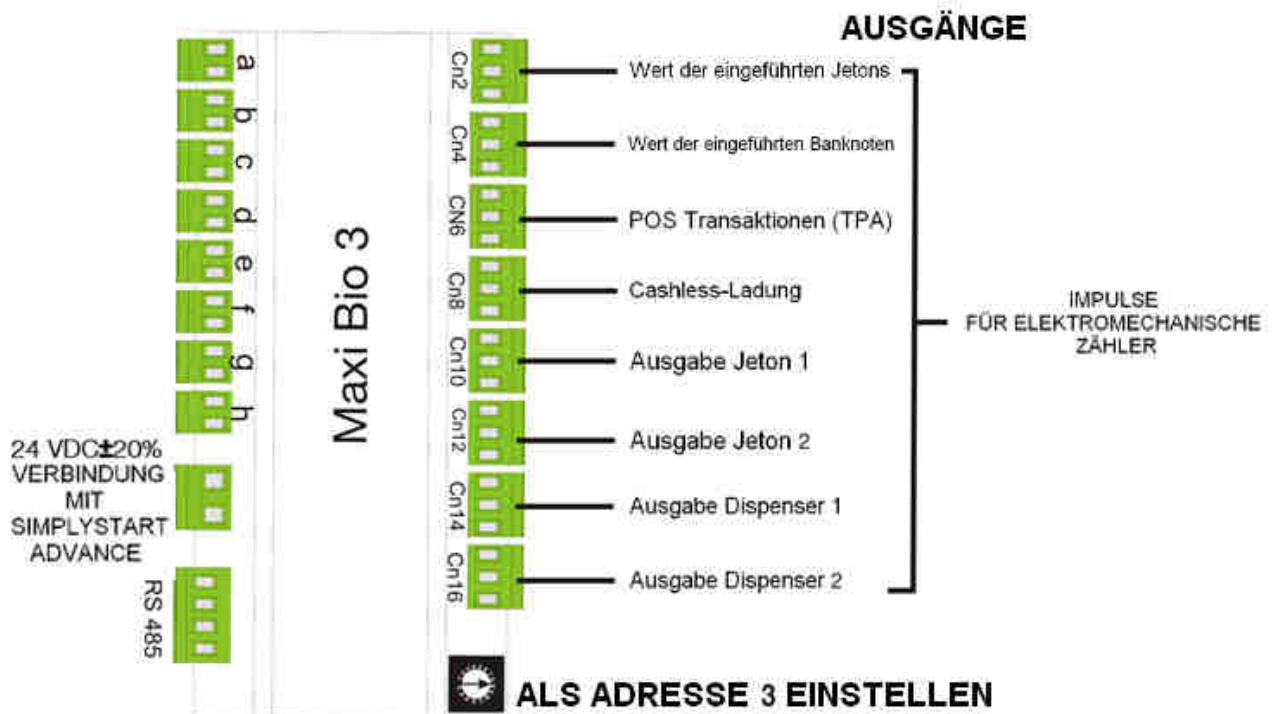 AUSGÄNGE
a
b
c
d
e
f
g
h
24 VDC±20%
VERBINDUNG
MIT
SIMPLYSTART
ADVANCE
RS 485
Maxi Bio 3
Cn2
Wert der eingeführten Jetons
Cn4
Wert der eingeführten Banknoten
CN6
POS Transaktionen (TPA)
Cn8
Cashless-Ladung
Cn10
Ausgabe Jeton 1
Cn12
Ausgabe Jeton 2
Cn14
Ausgabe Dispenser 1
Cn16
Ausgabe Dispenser 2
IMPULSE
FÜR ELEKTROMECHANISCHE
ZÄHLER
ALS ADRESSE 3 EINSTELLEN